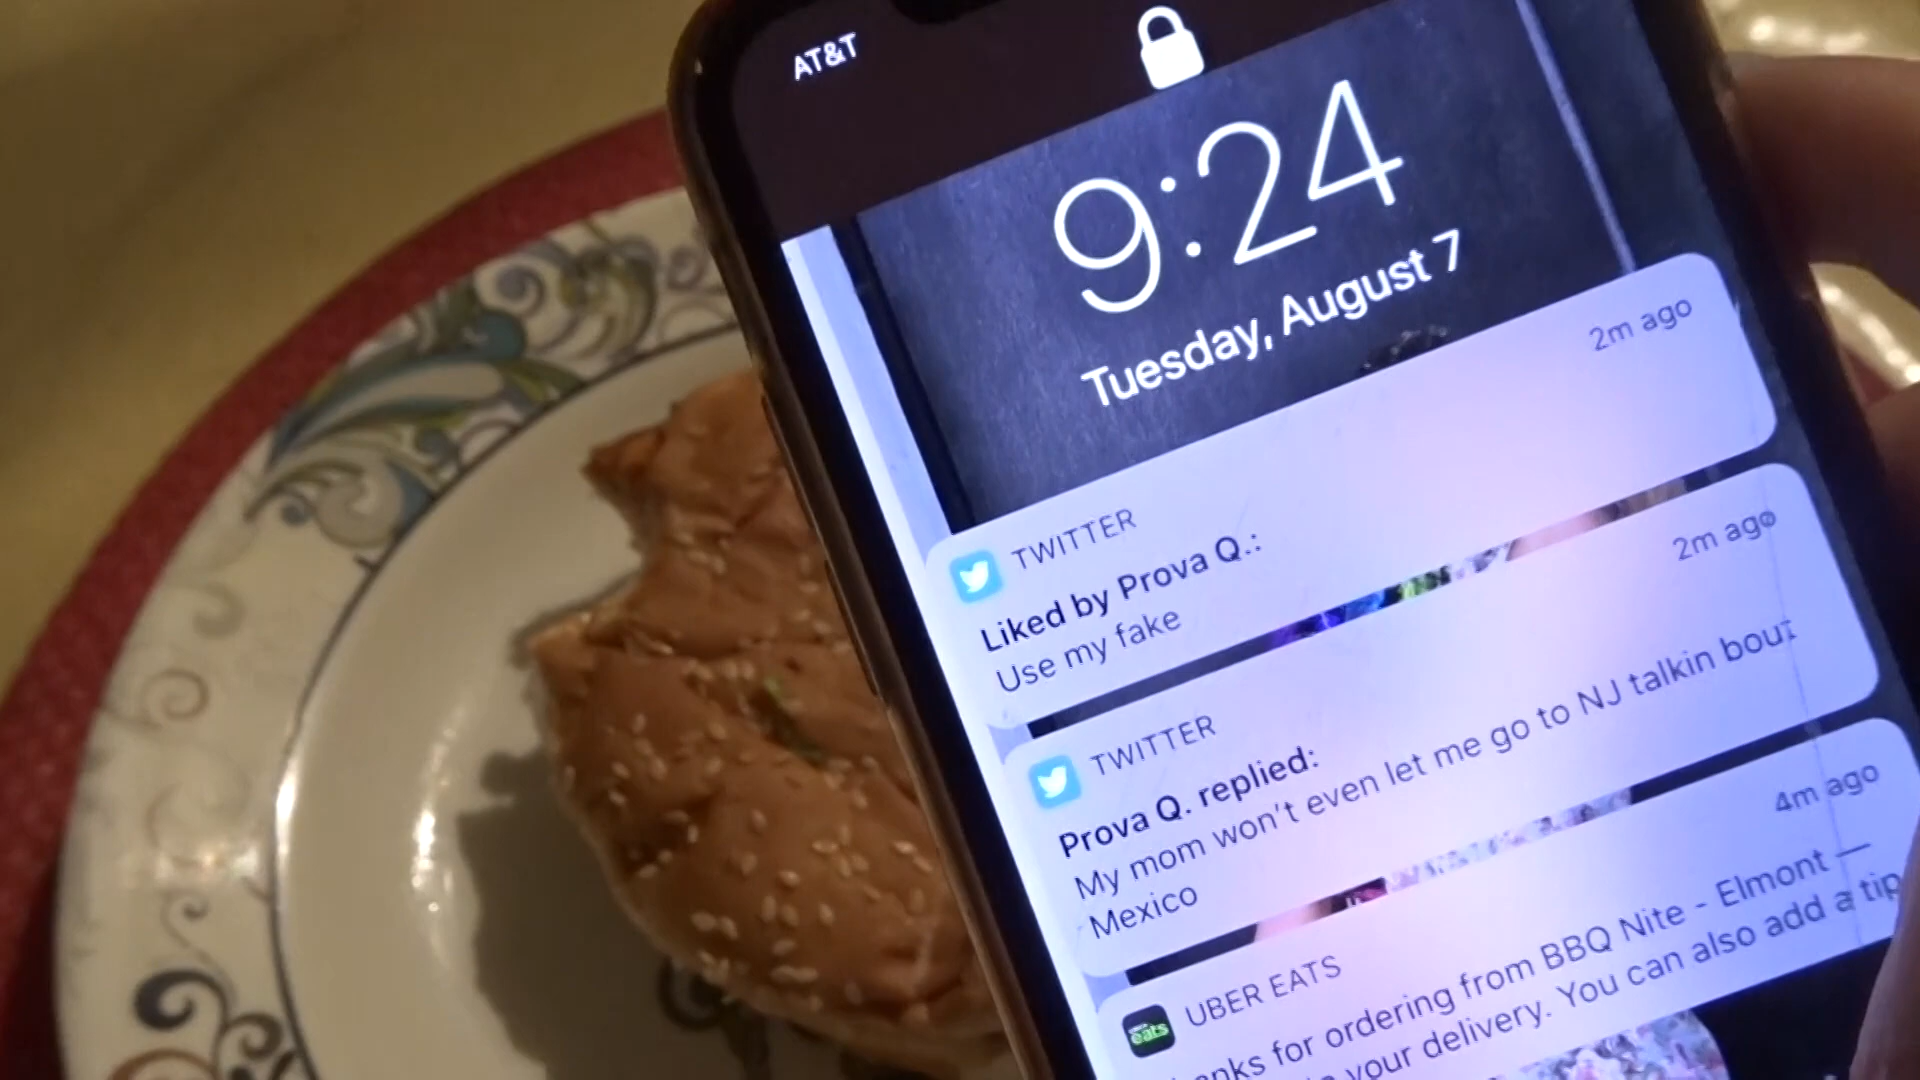 AT&T
9:24
Tuesday, August 7
TWITTER
2m ago
Liked by Prova Q.:
Use my fake
TWITTER
2m ago
Prova Q. replied:
My mom won't even let me go to NJ talkin bout
Mexico
eats
UBER EATS
4m ago
for ordering from BBQ Nite - Elmont —
your delivery. You can also add a tip